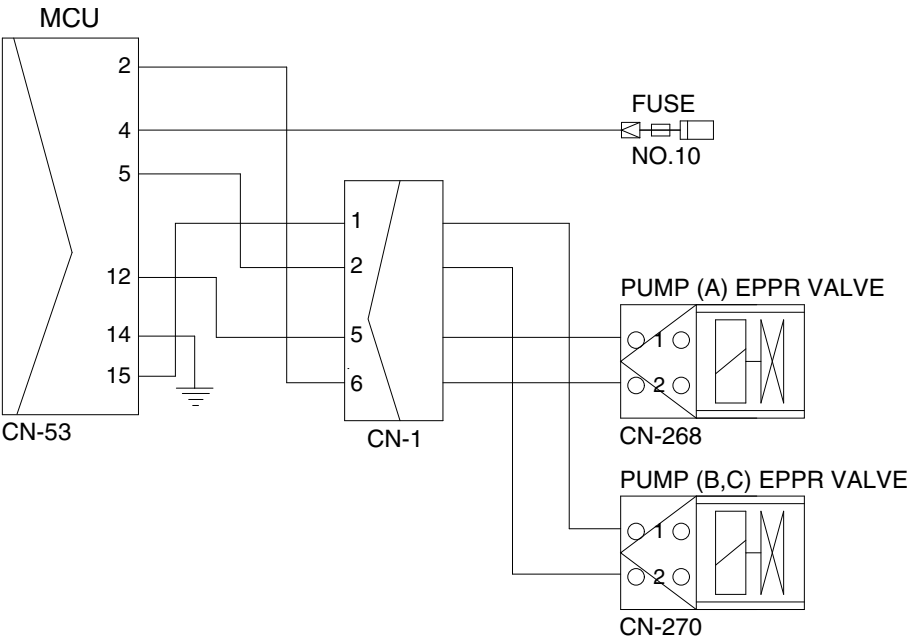 MCU
2
4
5
12
14
15
CN-53
1
2
5
6
CN-1
FUSE
NO.10
PUMP (A) EPPR VALVE
1
2
CN-268
PUMP (B,C) EPPR VALVE
1
2
CN-270